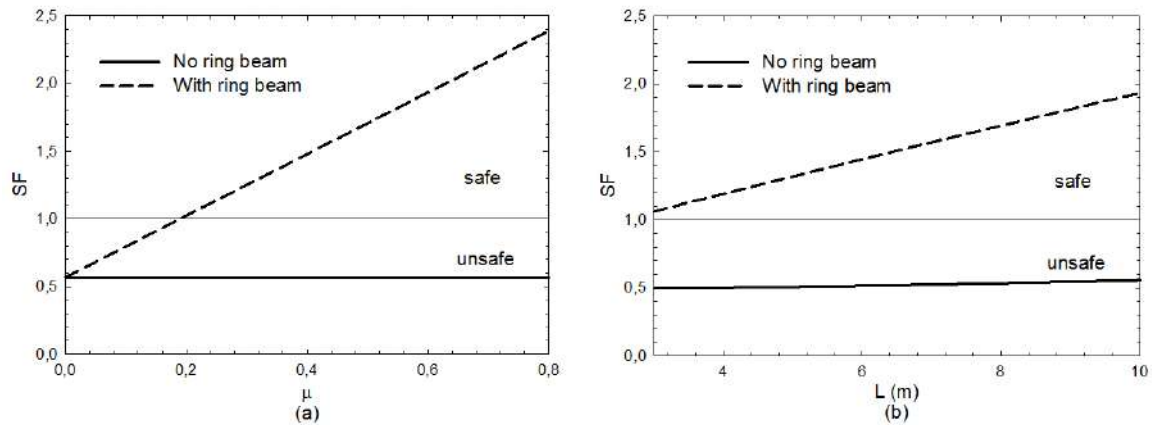 2,5
2,0
1,5
1,0
0,5
0,0
SF
No ring beam
With ring beam
safe
unsafe
0,0 0,2 0,4 0,6 0,8
μ
(a)
2,5
2,0
1,5
1,0
0,5
0,0
SF
No ring beam
With ring beam
safe
unsafe
4 6 8 10
L (m)
(b)